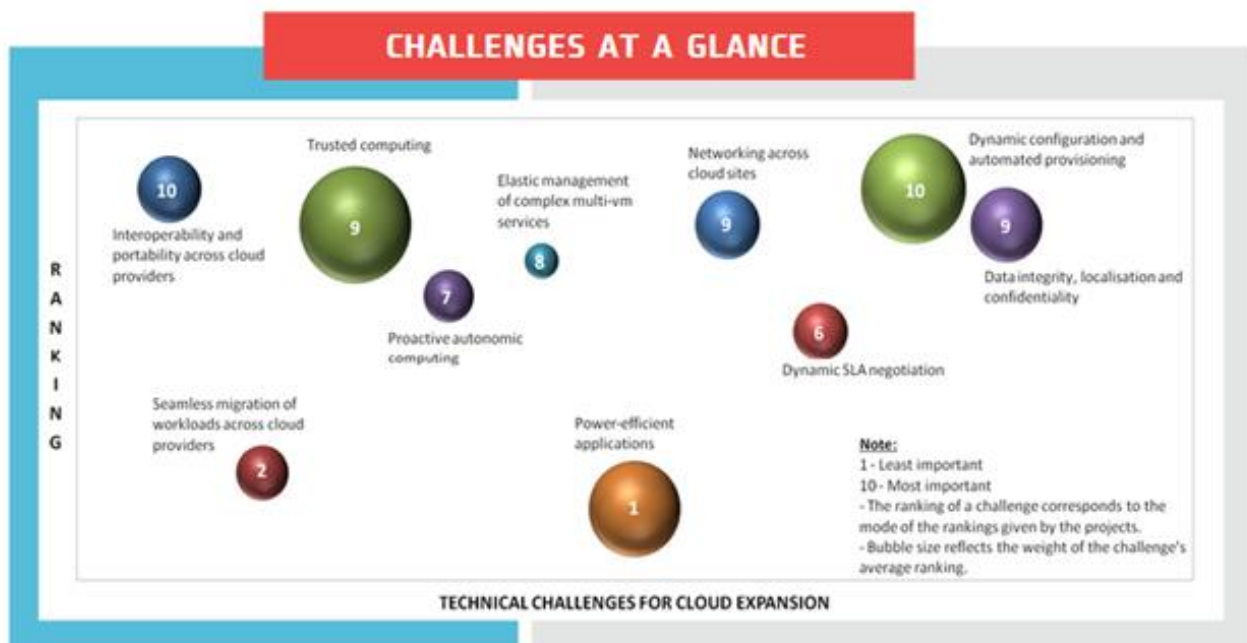 CHALLENGES AT A GLANCE
RANKING
10
Interoperability and
portability across cloud
providers
Trusted computing
9
Elastic management
of complex multi-vm
services
8
7
Proactive autonomic
computing
Seamless migration of
workloads across cloud
providers
2
Networking across
cloud sites
9
Dynamic configuration and
automated provisioning
10
9
Data integrity, localisation and
confidentiality
6
Dynamic SLA negotiation
Power-efficient
applications
1
Note:
1 - Least important
10 - Most important
- The ranking of a challenge corresponds to the
mode of the rankings given by the projects.
- Bubble size reflects the weight of the challenge's
average ranking.
TECHNICAL CHALLENGES FOR CLOUD EXPANSION